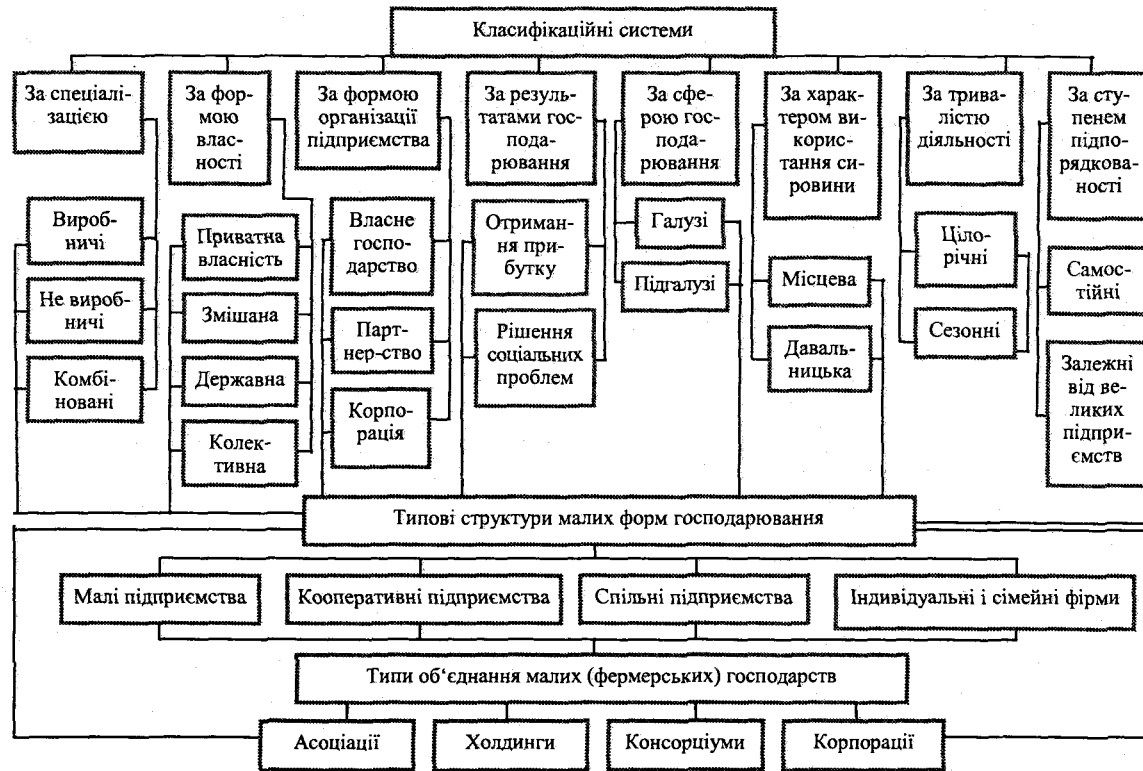 Класифікаційні системи
За спеціалі-
зацією
За фор-
мою
влас-
ності
За формою
організації
підприємства
За резуль-
татами гос-
пода-
рювання
За сфе-
рою гос-
пода-
рювання
За харак-
тером ви-
корис-
тання си-
ровини
За трива-
лістю
діяльності
За сту-
пенем
підпо-
рядкова-
ності
Вироб-
ничі
Не вироб-
ничі
Комбі-
новані
Приватна
власність
Змішана
Державна
Колек-
тивна
Власне
госпо-
дарство
Парт-
нер-ство
Корпо-
рація
Отриман-
ня при-
бутку
Рішення
соціальних
проблем
Галузі
Підгалузі
Місцева
Даваль-
ницька
Ціло-
річні
Сезонні
Самос-
тійні
Залежні
від ве-
ликих
підпри-
ємств
Типові структури малих форм господарювання
Малі підприємства
Кооперативні підприємства
Спільні підприємства
Індивідуальні і сімейні фірми
Типи об‘єднання малих (фермерських) господарств
Асоціації
Холдинги
Консорціуми
Корпорації